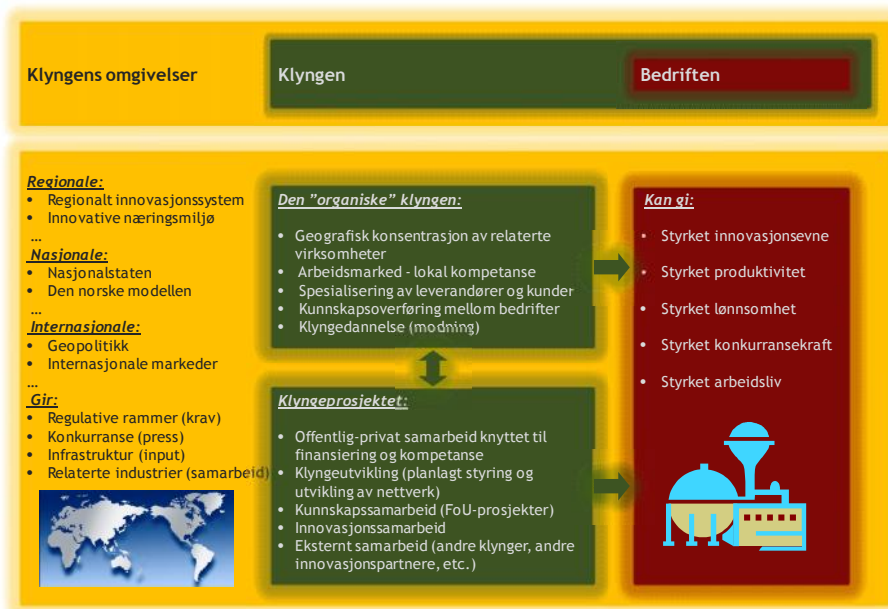 Klyngens omgivelser
Klyngen
Bedriften
Regionale:
• Regionalt innovasjonssystem
• Innovative næringsmiljø
...
Nasjonale:
• Nasjonalstaten
• Den norske modellen
...
Internasjonale:
• Geopolitikk
• Internasjonale markeder
...
Gir:
• Regulative rammer (krav)
• Konkurranse (press)
• Infrastruktur (input)
• Relaterte industrier (samarbeid)
Den ”organiske” klyngen:
• Geografisk konsentrasjon av relaterte
virksomheter
• Arbeidsmarked - lokal kompetanse
• Spesialisering av leverandører og kunder
• Kunnskapsoverføring mellom bedrifter
• Klyngedannelse (modning)
Klyngeprosjektet:
• Offentlig-privat samarbeid knyttet til
finansiering og kompetanse
• Klyngeutvikling (planlagt styring og
utvikling av nettverk)
• Kunnskapssamarbeid (FoU-prosjekter)
• Innovasjonssamarbeid
• Eksternt samarbeid (andre klynger, andre
innovasjonspartnere, etc.)
Kan gi:
• Styrket innovasjonsevne
• Styrket produktivitet
• Styrket lønnsomhet
• Styrket konkurransekraft
• Styrket arbeidsliv